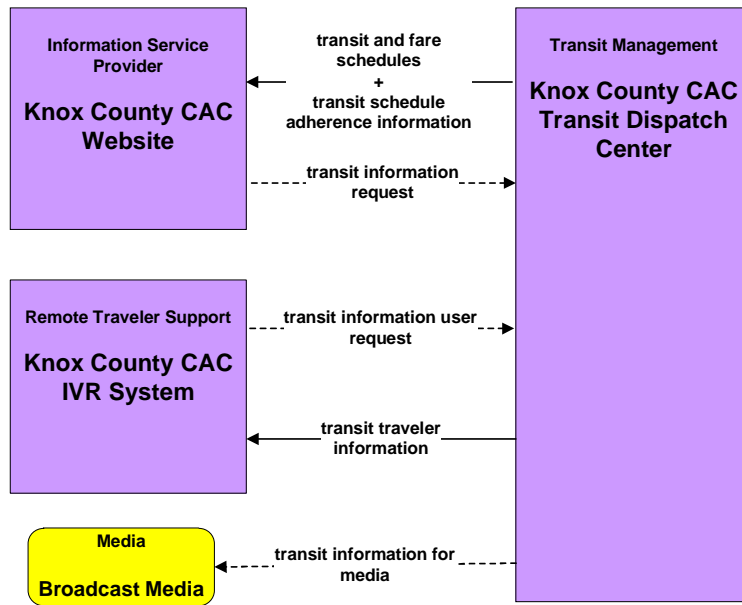 Information Service
Provider
Knox County CAC
Website
transit and fare
schedules
+
transit schedule
adherence information
transit information
request
Transit Management
Knox County CAC
Transit Dispatch
Center
Remote Traveler Support
Knox County CAC
IVR System
transit information user
request
transit traveler
information
Media
Broadcast Media
transit information for
media